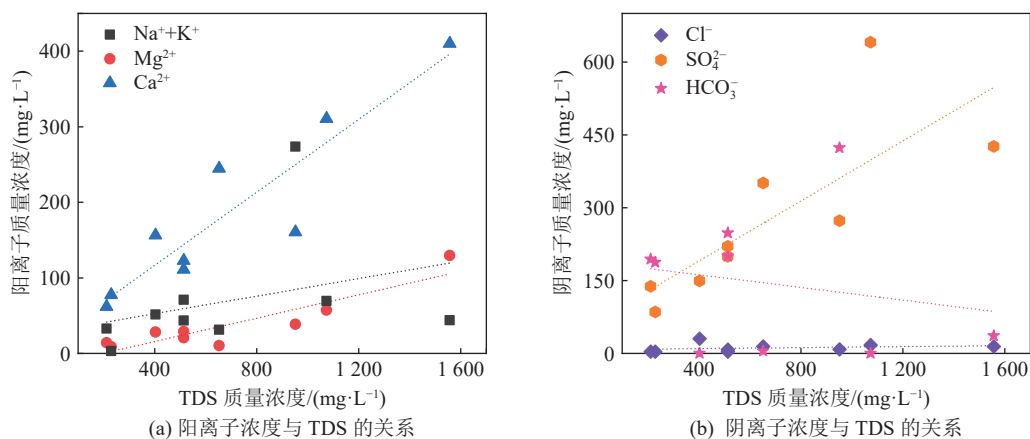 400
300
200
100
0
阳离子质量浓度/(mg·L⁻¹)
Na⁺+K⁺
Mg²⁺
Ca²⁺
400
800
1 200
1 600
TDS 质量浓度/(mg·L⁻¹)
(a) 阳离子浓度与 TDS 的关系
600
450
300
150
0
阴离子质量浓度/(mg·L⁻¹)
Cl⁻
SO₄²⁻
HCO₃⁻
400
800
1 200
1 600
TDS 质量浓度/(mg·L⁻¹)
(b) 阴离子浓度与 TDS 的关系